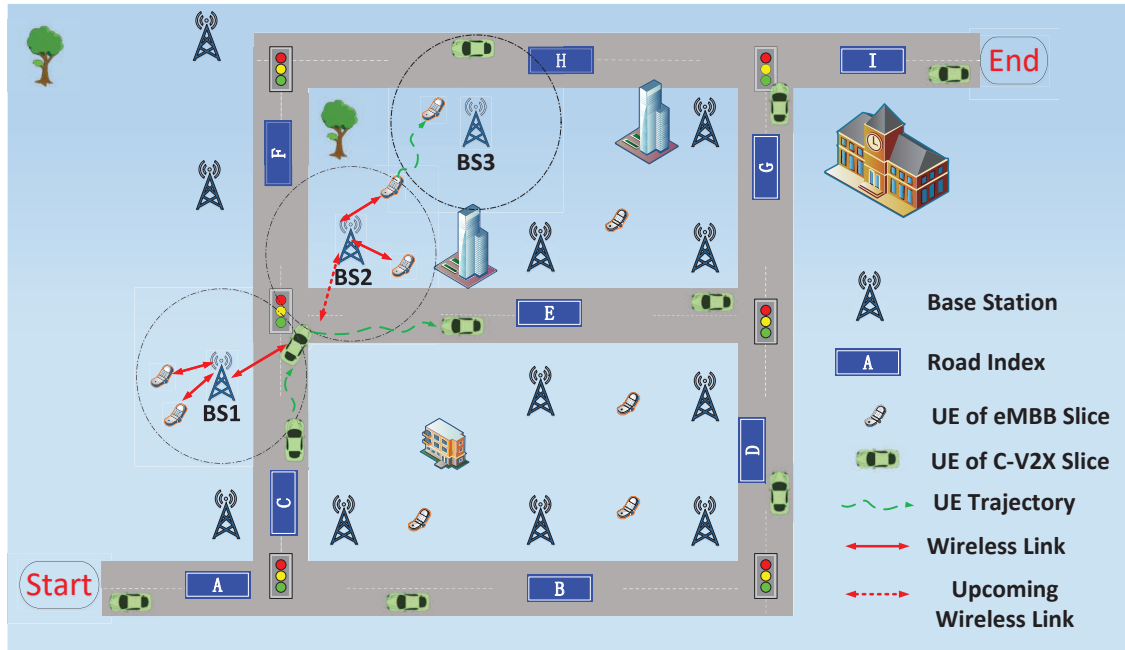 H
I
End
F
BS3
G
BS2
Base Station
E
A
Road Index
BS1
UE of eMBB Slice
D
UE of C-V2X Slice
C
UE Trajectory
Wireless Link
Start
A
B
Upcoming
Wireless Link